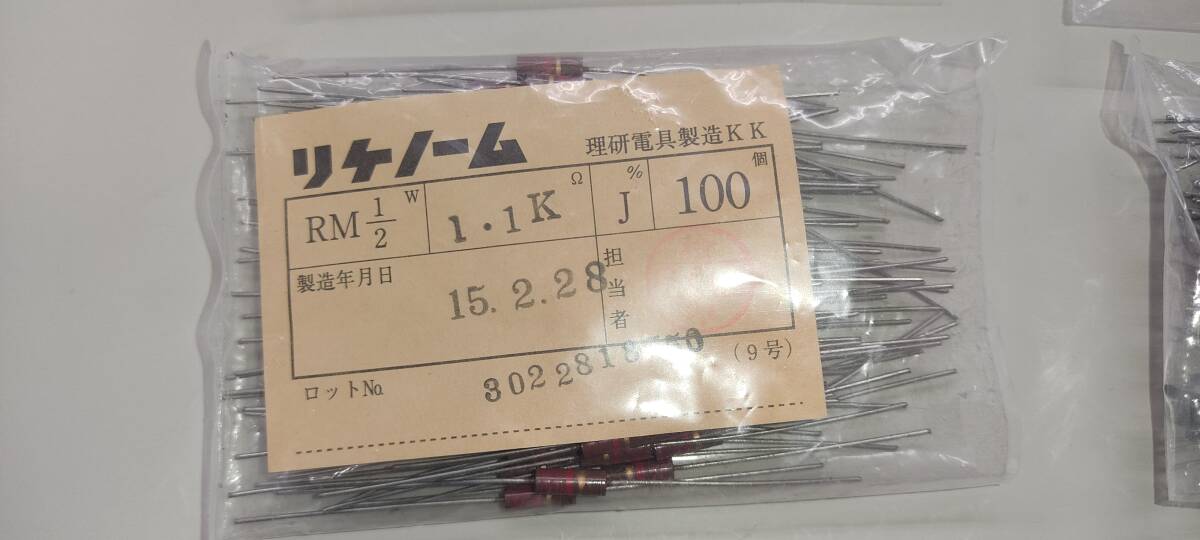 リケノーム
理研電具製造KK
RM 1/2 W
1.1K Ω
J %
100 個
製造年月日
15.2.28
担当者
ロット№
(9号)